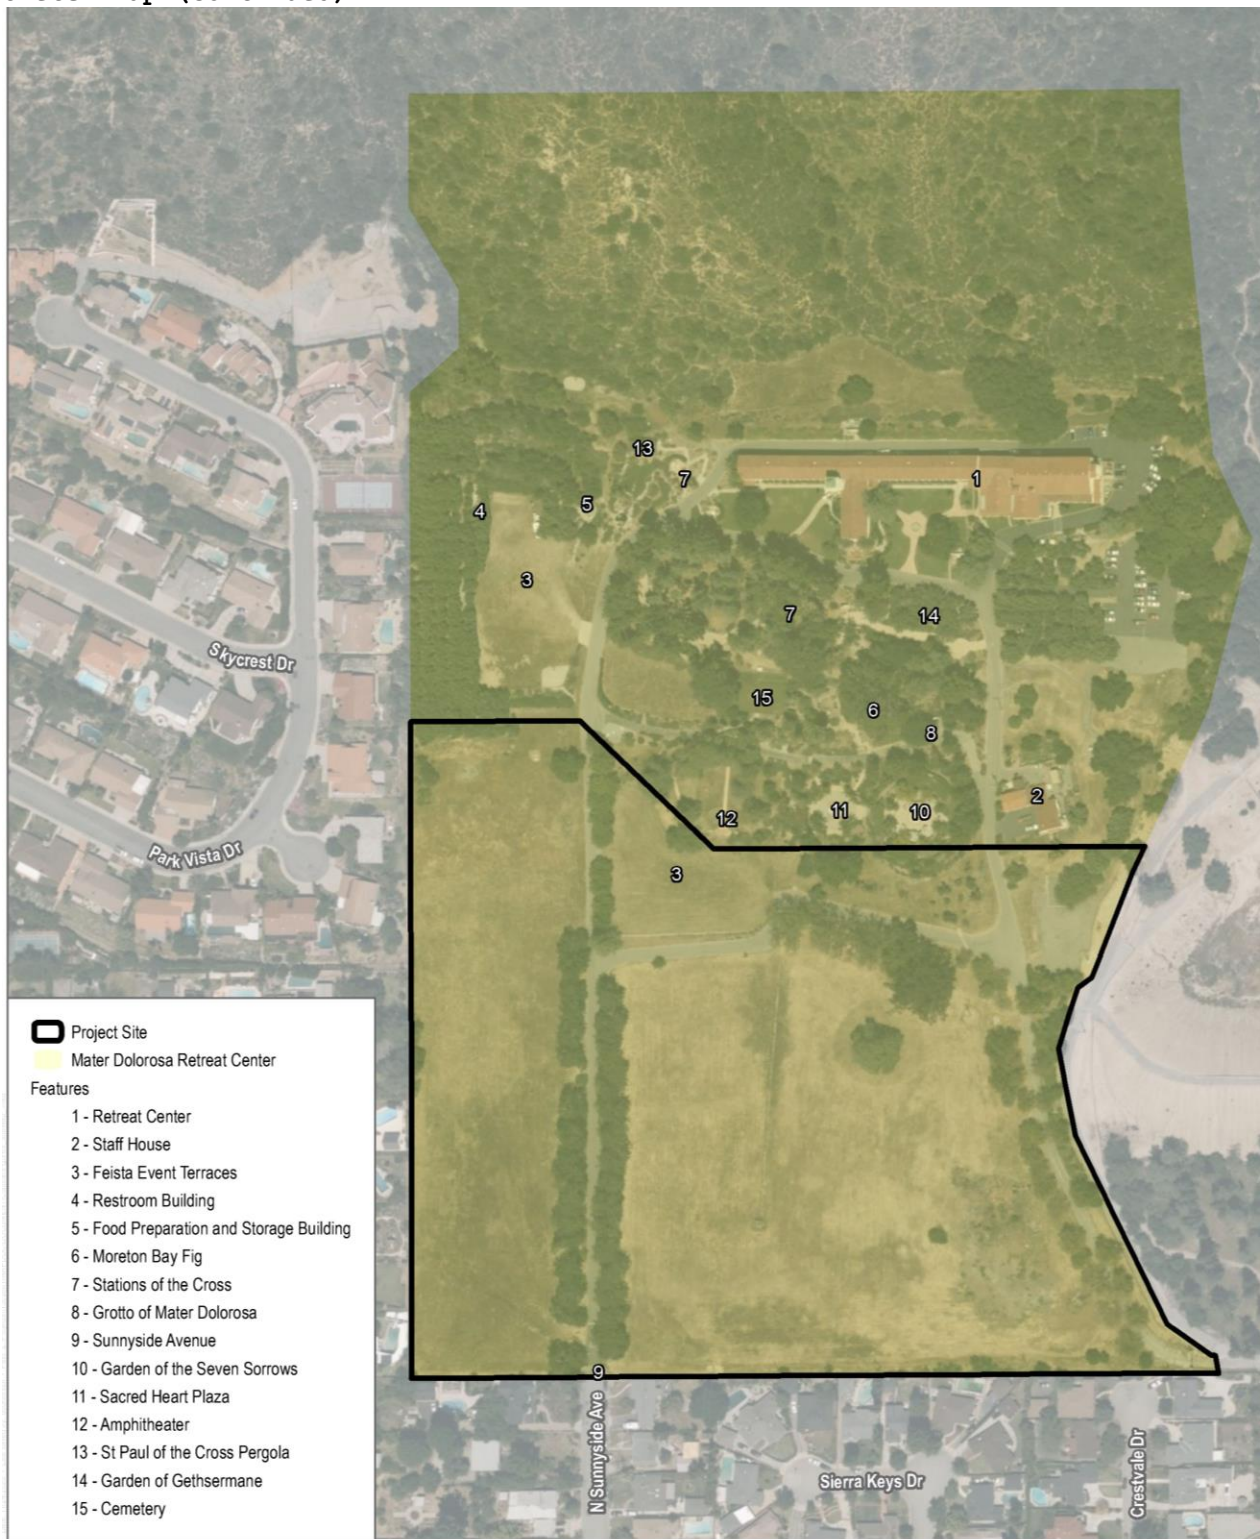 13
7
1
5
4
3
7
14
Skycrest Dr
15
6
8
2
11
10
12
Park Vista Dr
3
Project Site
Mater Dolorosa Retreat Center
Features
1 - Retreat Center
2 - Staff House
3 - Feista Event Terraces
4 - Restroom Building
5 - Food Preparation and Storage Building
6 - Moreton Bay Fig
7 - Stations of the Cross
8 - Grotto of Mater Dolorosa
9 - Sunnyside Avenue
10 - Garden of the Seven Sorrows
11 - Sacred Heart Plaza
12 - Amphitheater
13 - St Paul of the Cross Pergola
14 - Garden of Gethsermane
15 - Cemetery
9
N Sunnyside Ave
Sierra Keys Dr
Crestvale Dr